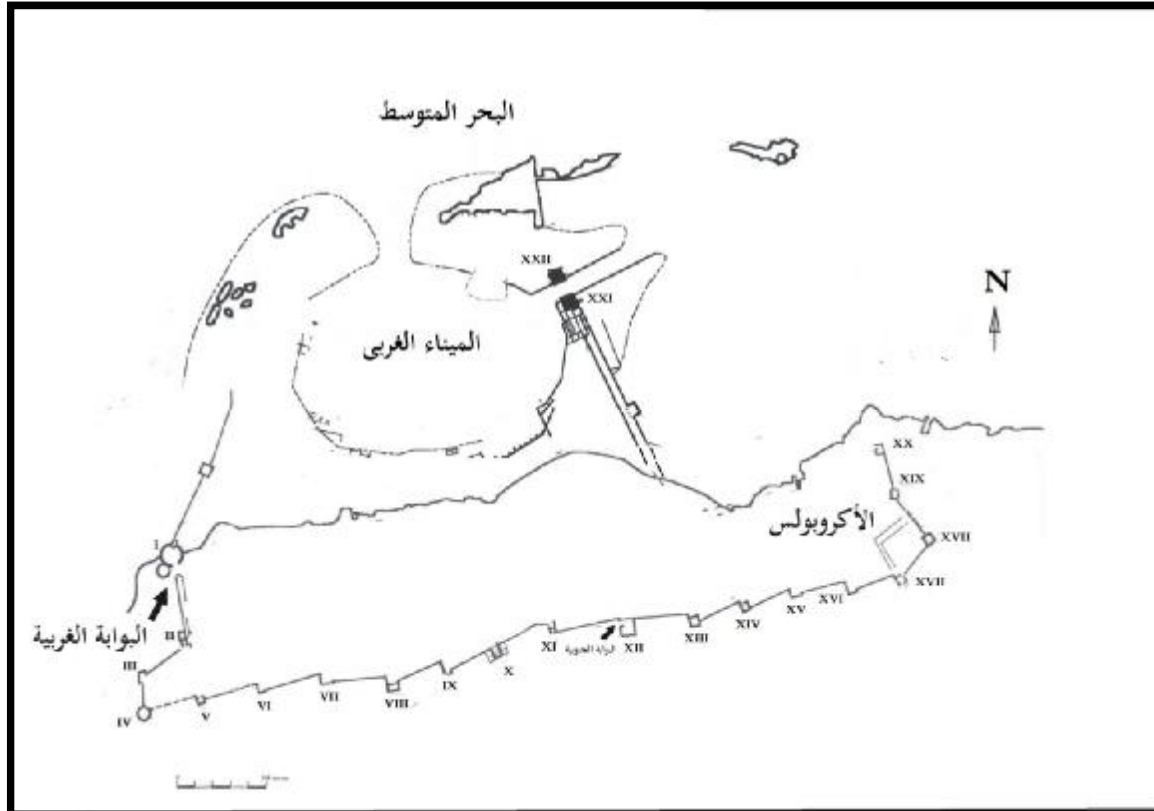 البحر المتوسط
XXII
XXI
N
الميناء الغربى
XX
XIX
الأكروبولس
XVII
XVII
I
البوابة الغربية
II
III
IV
V
VI
VII
VIII
IX
X
XI
XII
XIII
XIV
XV
XVI